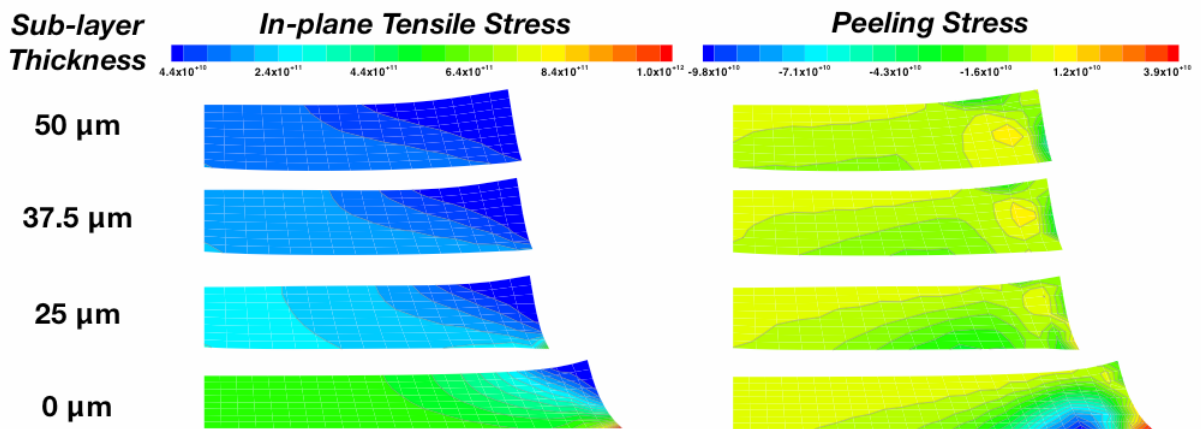 Sub-layer
Thickness
In-plane Tensile Stress
Peeling Stress
4.4x10⁺¹⁰ 2.4x10⁺¹¹ 4.4x10⁺¹¹ 6.4x10⁺¹¹ 8.4x10⁺¹¹ 1.0x10⁺¹²
-9.8x10⁺¹⁰ -7.1x10⁺¹⁰ -4.3x10⁺¹⁰ -1.6x10⁺¹⁰ 1.2x10⁺¹⁰ 3.9x10⁺¹⁰
50 μm
37.5 μm
25 μm
0 μm